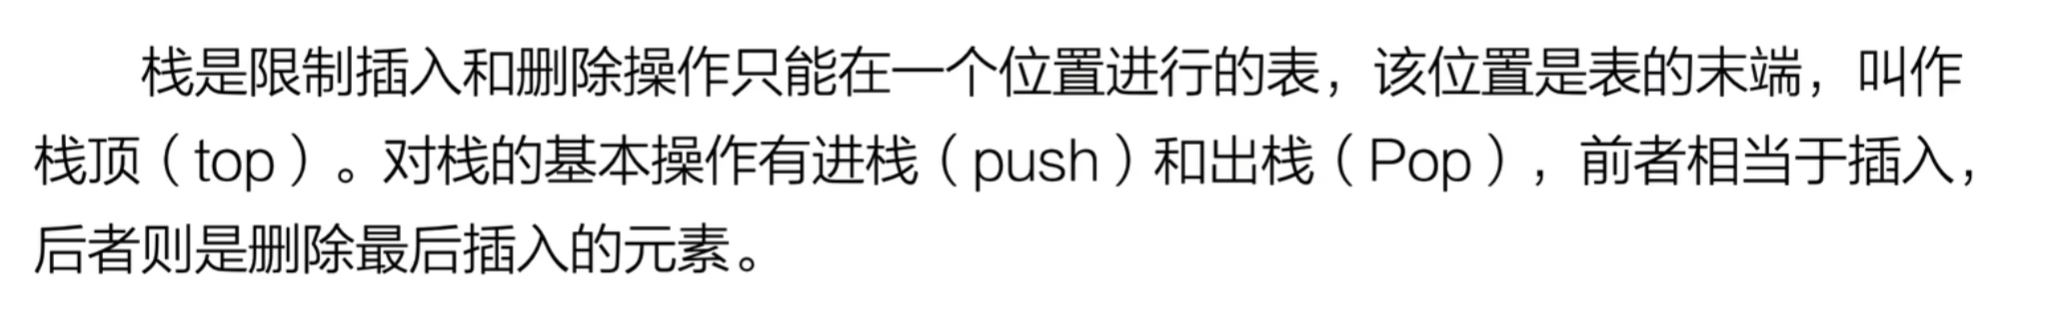 栈是限制插入和删除操作只能在一个位置进行的表，该位置是表的末端，叫作
栈顶（top）。对栈的基本操作有进栈（push）和出栈（Pop），前者相当于插入，
后者则是删除最后插入的元素。